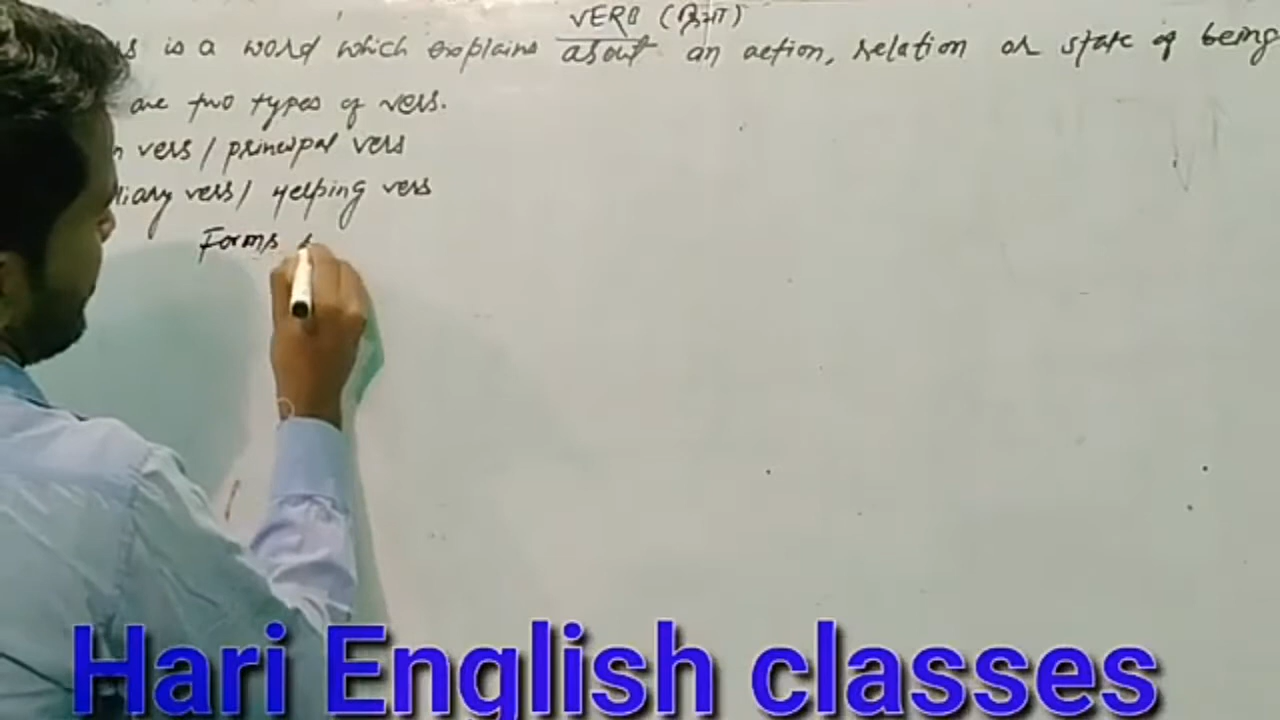 VERB
is a word which explains about an action, relation or state of being
are two types of verb.
verb / principal verb
verb / Helping verb
Forms
Hari English classes